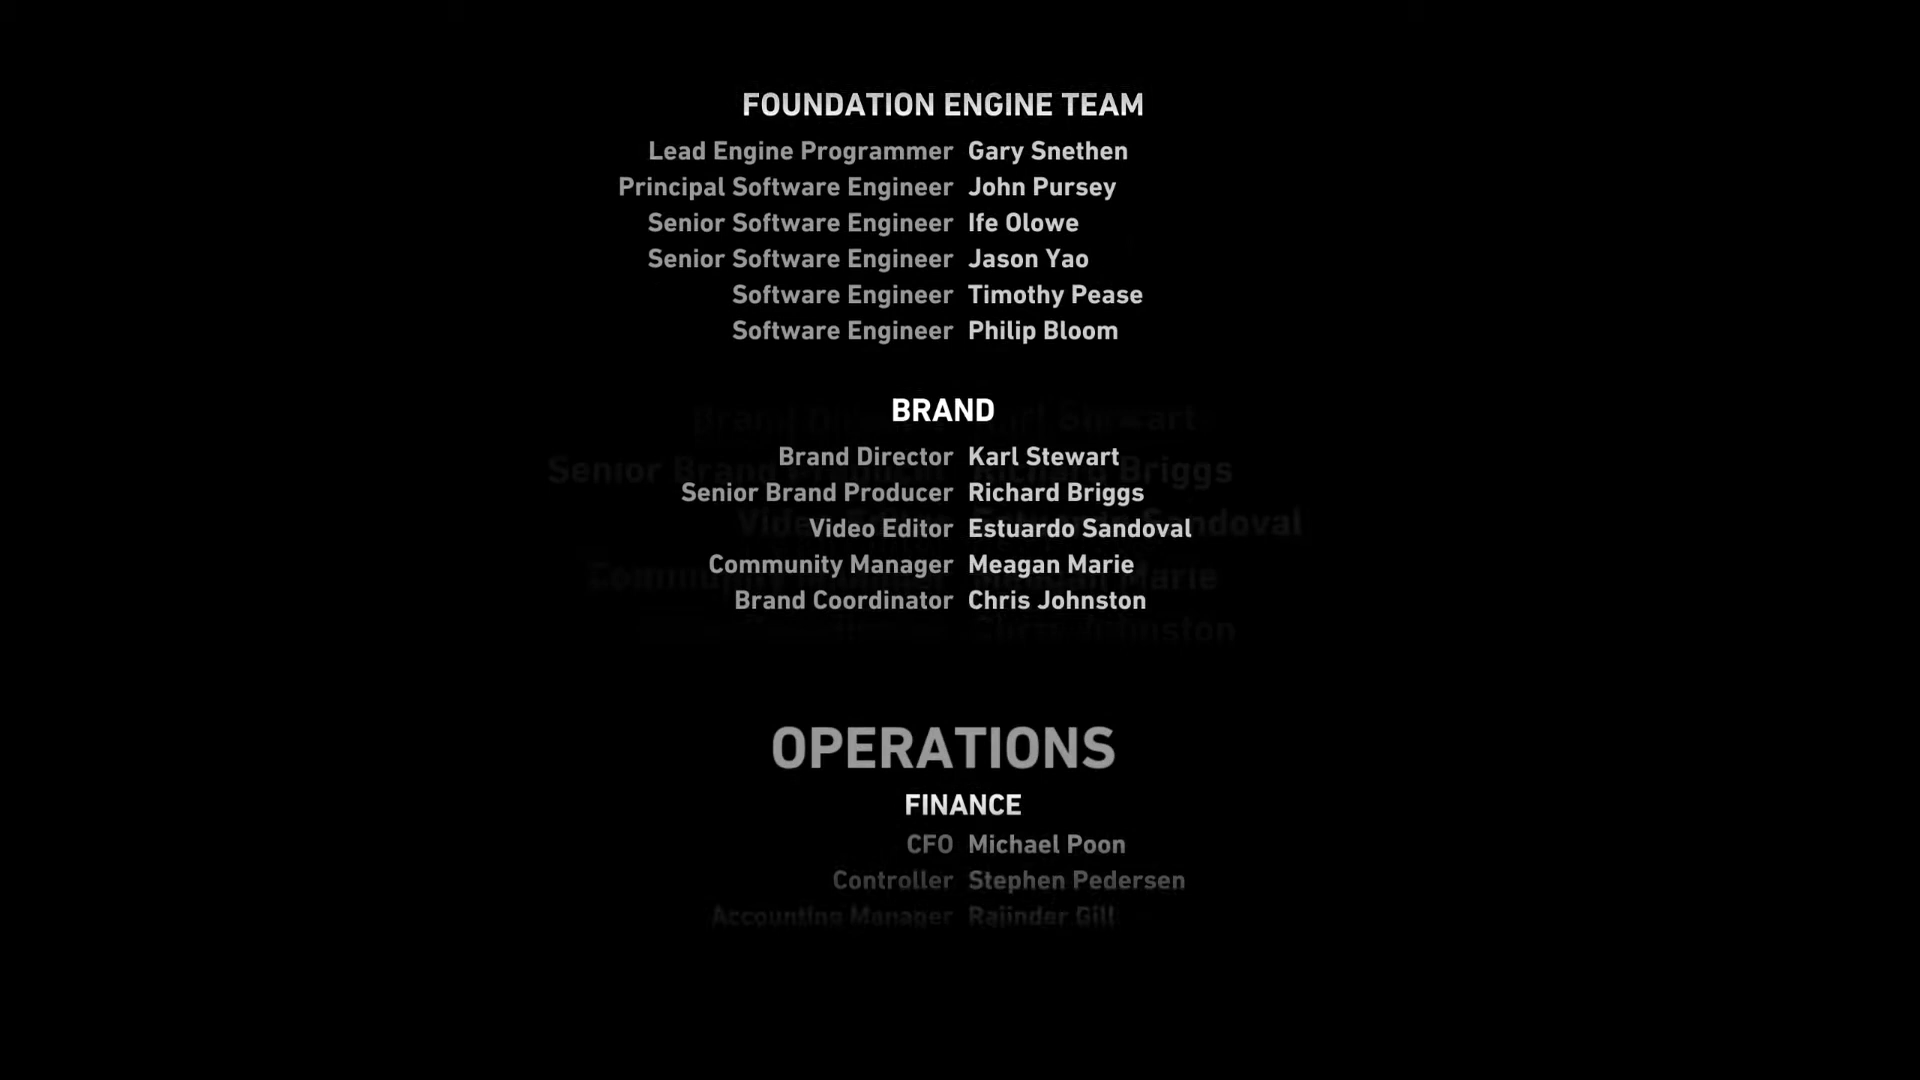 FOUNDATION ENGINE TEAM
Lead Engine Programmer Gary Snethen
Principal Software Engineer John Pursey
Senior Software Engineer Ife Olowe
Senior Software Engineer Jason Yao
Software Engineer Timothy Pease
Software Engineer Philip Bloom
BRAND
Brand Director Karl Stewart
Senior Brand Producer Richard Briggs
Video Editor Estuardo Sandoval
Community Manager Meagan Marie
Brand Coordinator Chris Johnston
OPERATIONS
FINANCE
CFO Michael Poon
Controller Stephen Pedersen
Accounting Manager Rajinder Gill